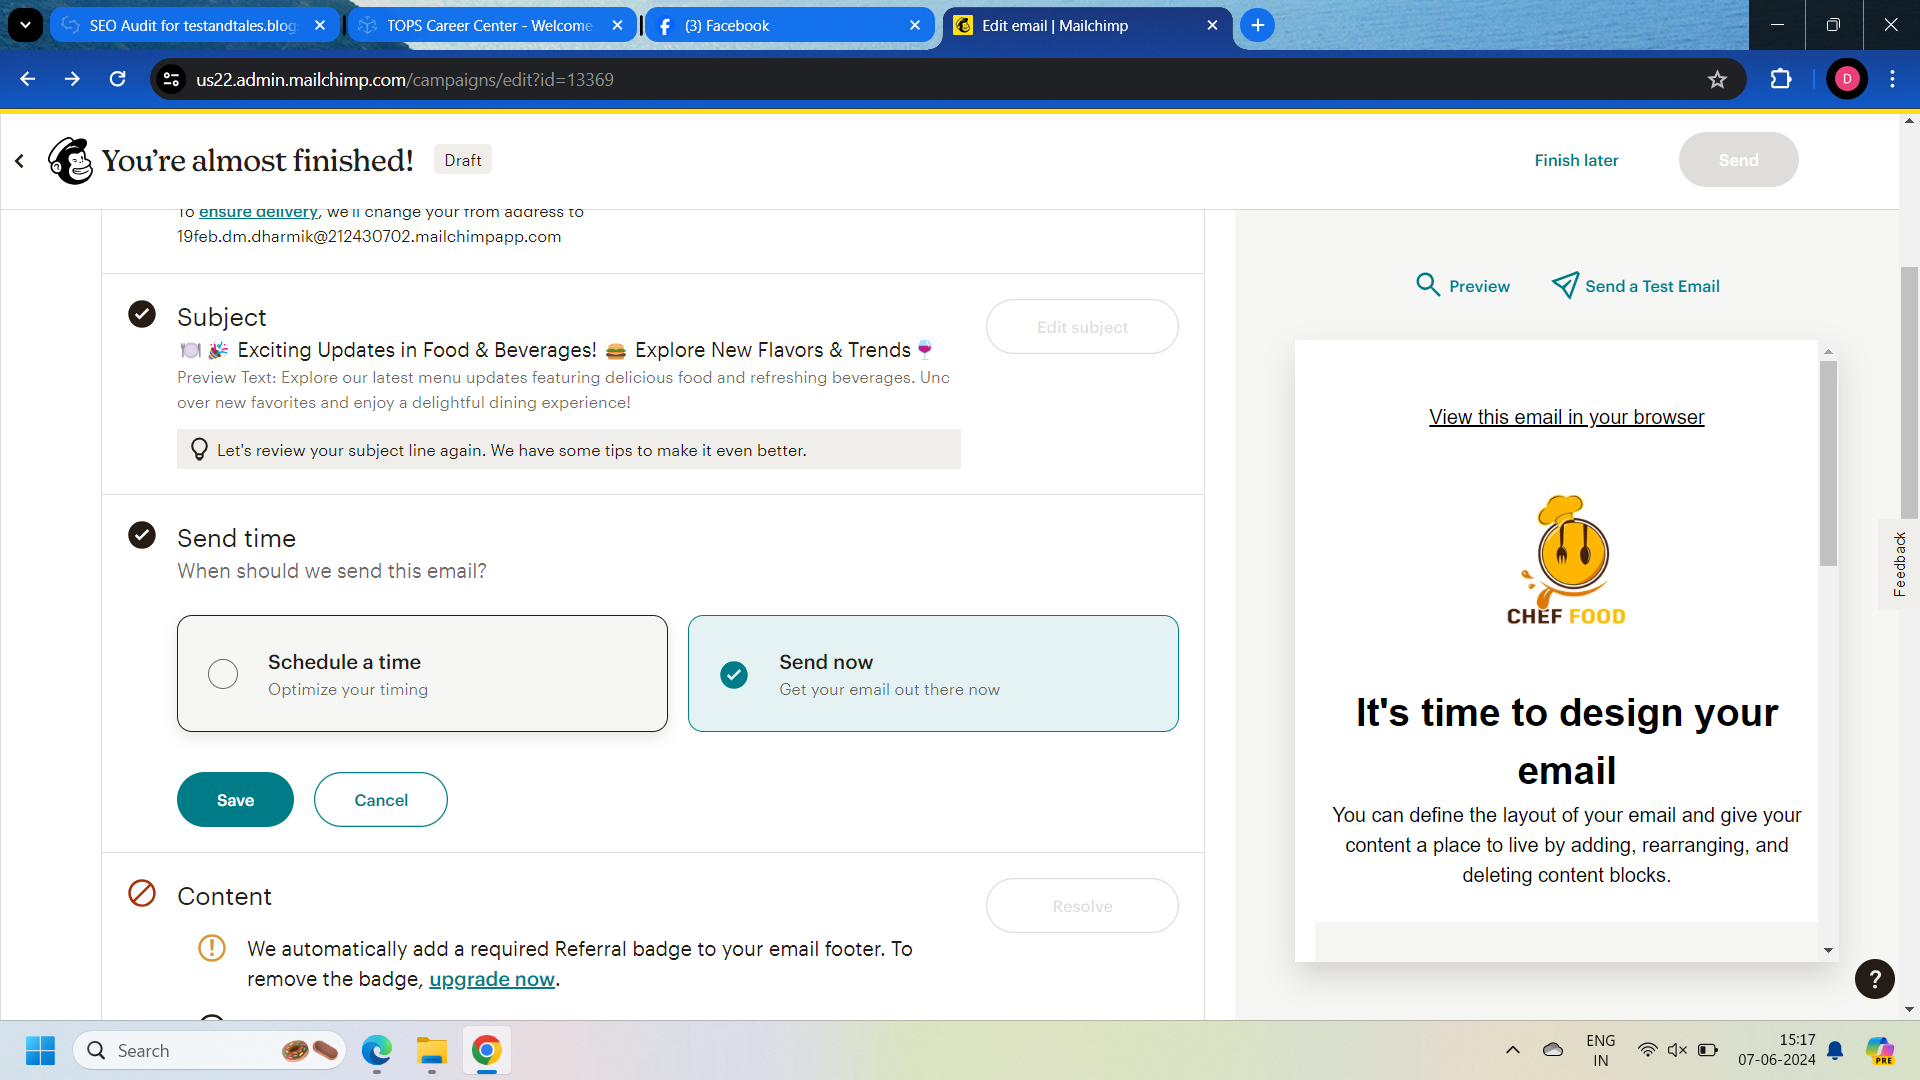 SEO Audit for testandtales.blog
TOPS Career Center - Welcome
(3) Facebook
Edit email | Mailchimp
us22.admin.mailchimp.com/campaigns/edit?id=13369
D
You're almost finished!
Draft
Finish later
Send
To ensure delivery, we'll change your from address to
19feb.dm.dharmik@212430702.mailchimpapp.com
Subject
🍽️ 🎉 Exciting Updates in Food & Beverages! 🍔 Explore New Flavors & Trends🍷
Preview Text: Explore our latest menu updates featuring delicious food and refreshing beverages. Unc
over new favorites and enjoy a delightful dining experience!
Edit subject
Let's review your subject line again. We have some tips to make it even better.
Send time
When should we send this email?
Schedule a time
Optimize your timing
Send now
Get your email out there now
Save
Cancel
Content
Resolve
We automatically add a required Referral badge to your email footer. To
remove the badge, upgrade now.
Preview
Send a Test Email
View this email in your browser
CHEF FOOD
It's time to design your
email
You can define the layout of your email and give your
content a place to live by adding, rearranging, and
deleting content blocks.
Feedback
?
Search
ENG
IN
15:17
07-06-2024
PRE